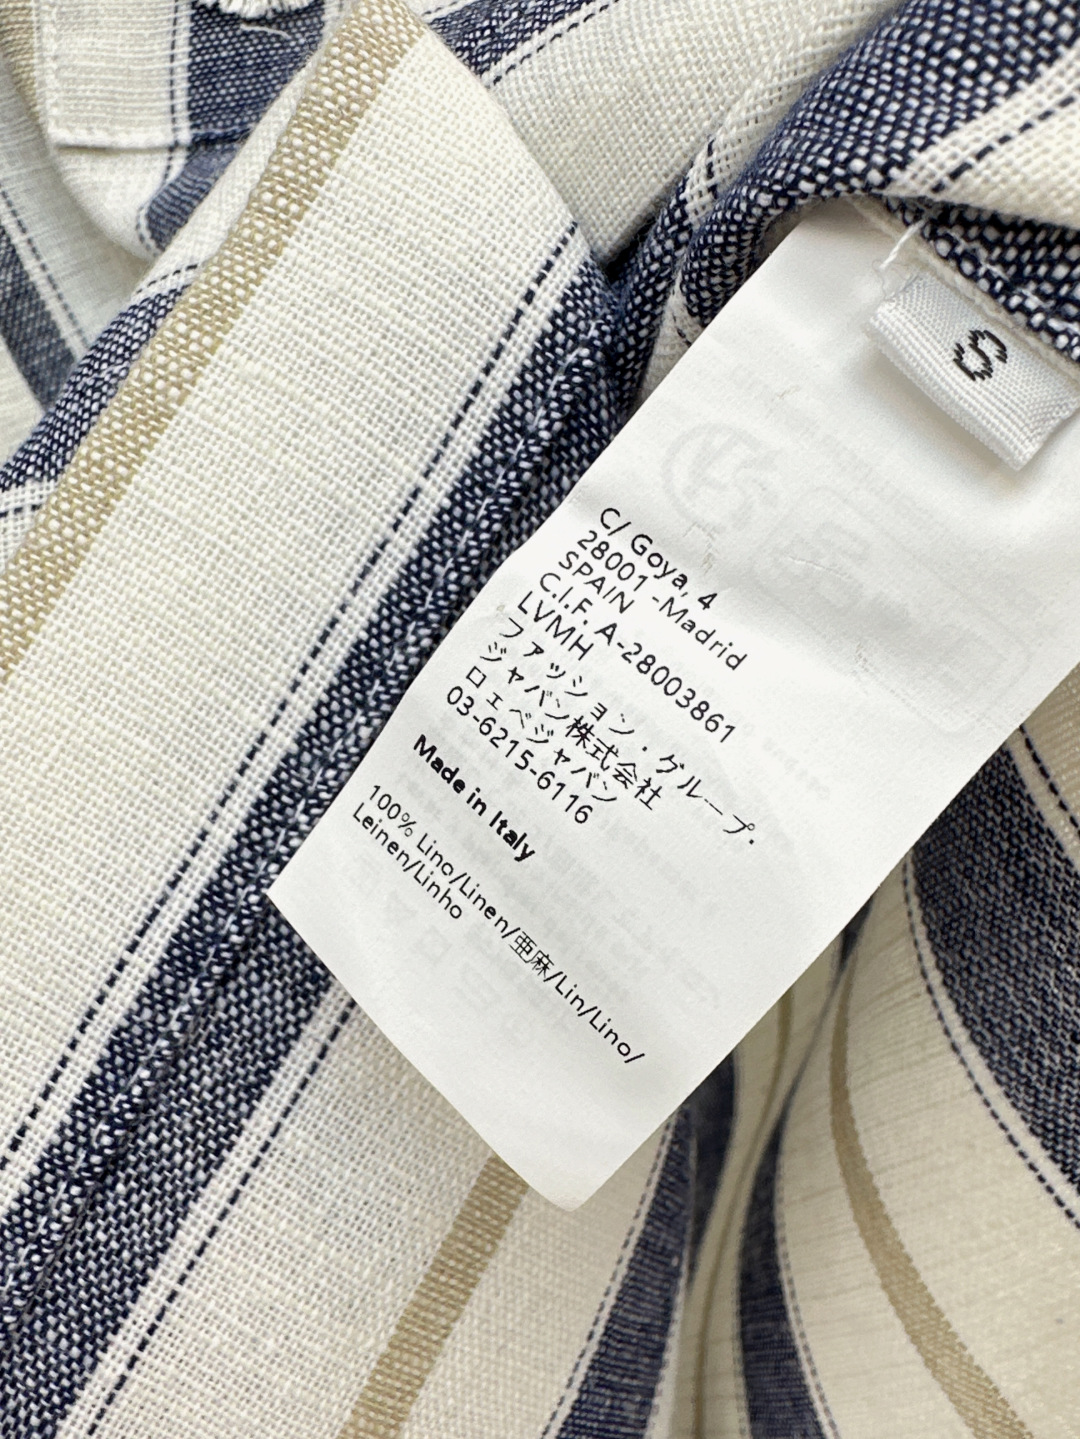 S
C/ Goya, 4
28001 -Madrid
SPAIN
C.I.F. A-28003861
LVMH
ファッション・グループ・
ジャパン株式会社
ロエベジャパン
03-6215-6116
Made in Italy
100% Lino/Linen/亜麻/Lin/Lino/
Leinen/Linho